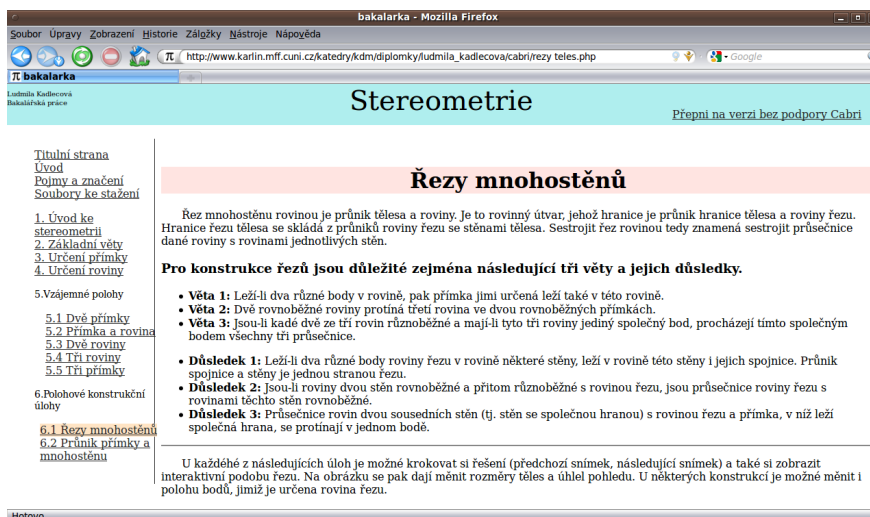 bakalarka - Mozilla Firefox
Soubor Úpravy Zobrazení Historie Záložky Nástroje Nápověda
http://www.karlin.mff.cuni.cz/katedry/kdm/diplomky/ludmila_kadlecova/cabri/rezy teles.php
Google
π bakalarka
Ludmila Kadlecová
Bakalářská práce
Stereometrie
Přepni na verzi bez podpory Cabri
Titulní strana
Úvod
Pojmy a značení
Soubory ke stažení
1. Úvod ke
stereometrii
2. Základní věty
3. Určení přímky
4. Určení roviny
5.Vzájemné polohy
5.1 Dvě přímky
5.2 Přímka a rovina
5.3 Dvě roviny
5.4 Tři roviny
5.5 Tři přímky
6.Polohové konstrukční
úlohy
6.1 Řezy mnohostěnů
6.2 Průnik přímky a
mnohostěnu
Řezy mnohostěnů
Řez mnohostěnu rovinou je průnik tělesa a roviny. Je to rovinný útvar, jehož hranice je průnik hranice tělesa a roviny řezu.
Hranice řezu tělesa se skládá z průniků roviny řezu se stěnami tělesa. Sestrojit řez rovinou tedy znamená sestrojit průsečnice
dané roviny s rovinami jednotlivých stěn.
Pro konstrukce řezů jsou důležité zejména následující tři věty a jejich důsledky.
• Věta 1: Leží-li dva různé body v rovině, pak přímka jimi určená leží také v této rovině.
• Věta 2: Dvě rovnoběžné roviny protíná třetí rovina ve dvou rovnoběžných přímkách.
• Věta 3: Jsou-li kadé dvě ze tří rovin různoběžné a mají-li tyto tři roviny jediný společný bod, procházejí tímto společným
bodem všechny tři průsečnice.
• Důsledek 1: Leží-li dva různé body roviny řezu v rovině některé stěny, leží v rovině této stěny i jejich spojnice. Průnik
spojnice a stěny je jednou stranou řezu.
• Důsledek 2: Jsou-li roviny dvou stěn rovnoběžné a přitom různoběžné s rovinou řezu, jsou průsečnice roviny řezu s
rovinami těchto stěn rovnoběžné.
• Důsledek 3: Průsečnice rovin dvou sousedních stěn (tj. stěn se společnou hranou) s rovinou řezu a přímka, v níž leží
společná hrana, se protínají v jednom bodě.
U každéhé z následujících úloh je možné krokovat si řešení (předchozí snímek, následující snímek) a také si zobrazit
interaktivní podobu řezu. Na obrázku se pak dají měnit rozměry těles a úhlel pohledu. U některých konstrukcí je možné měnit i
polohu bodů, jimiž je určena rovina řezu.
Hotovo